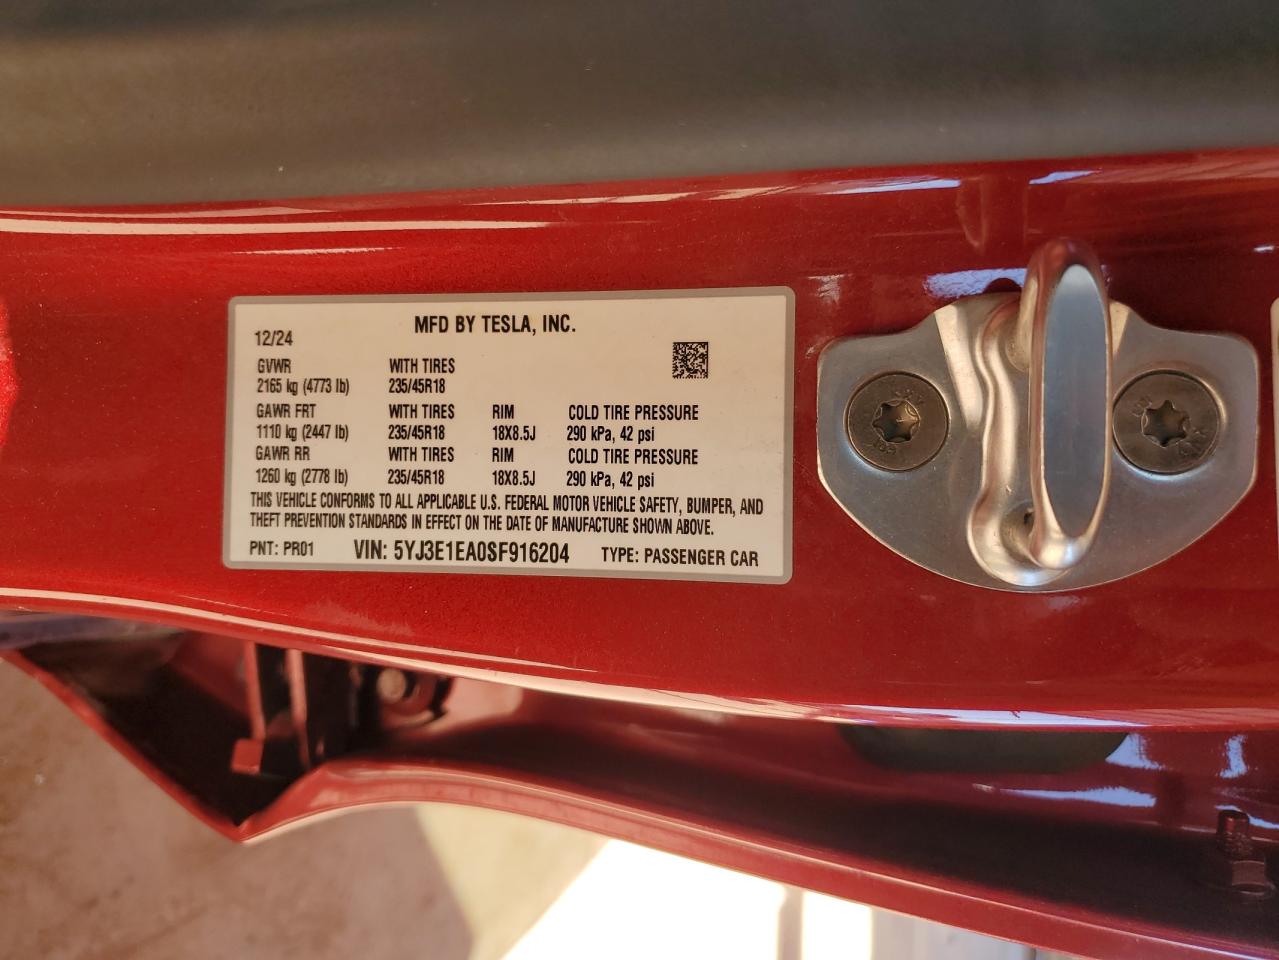 MFD BY TESLA, INC.
12/24
GVWR WITH TIRES
2165 kg (4773 lb) 235/45R18
GAWR FRT WITH TIRES RIM COLD TIRE PRESSURE
1110 kg (2447 lb) 235/45R18 18X8.5J 290 kPa, 42 psi
GAWR RR WITH TIRES RIM COLD TIRE PRESSURE
1260 kg (2778 lb) 235/45R18 18X8.5J 290 kPa, 42 psi
THIS VEHICLE CONFORMS TO ALL APPLICABLE U.S. FEDERAL MOTOR VEHICLE SAFETY, BUMPER, AND
THEFT PREVENTION STANDARDS IN EFFECT ON THE DATE OF MANUFACTURE SHOWN ABOVE.
PNT: PR01 VIN: 5YJ3E1EA0SF916204 TYPE: PASSENGER CAR